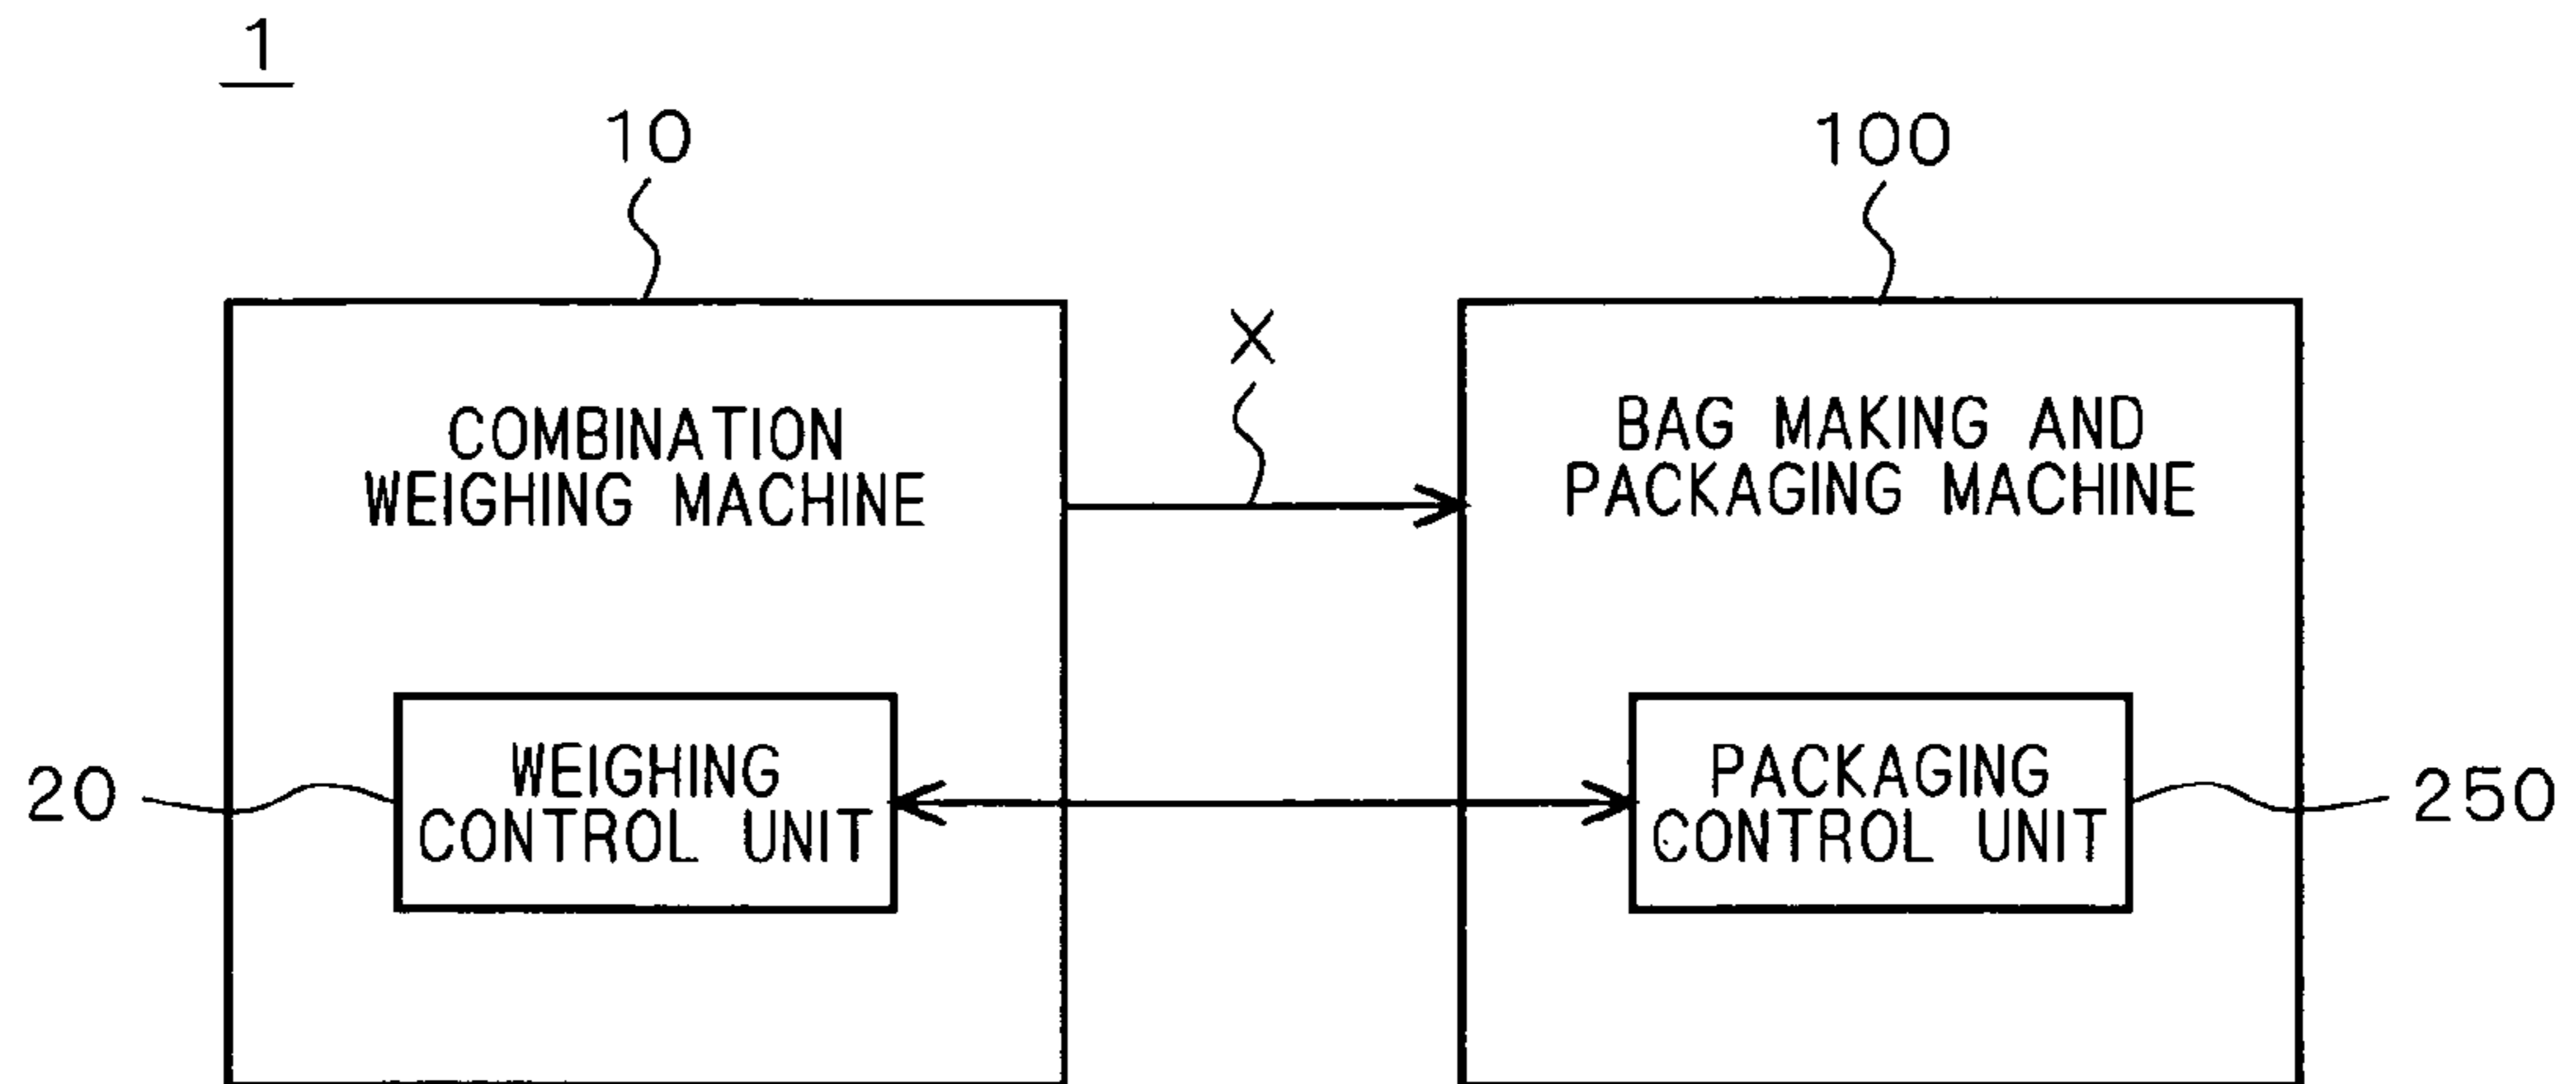 1
10
100
X
COMBINATION
WEIGHING MACHINE
BAG MAKING AND
PACKAGING MACHINE
20
WEIGHING
CONTROL UNIT
PACKAGING
CONTROL UNIT
250